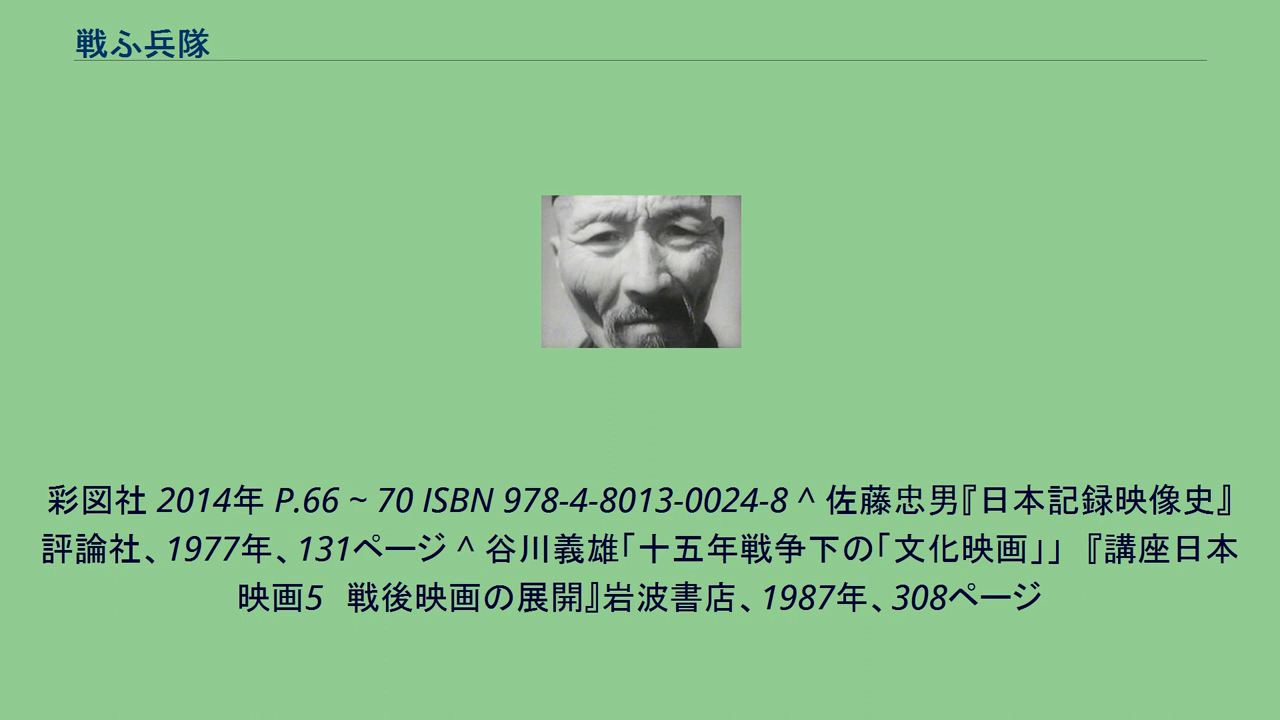 戦ふ兵隊
彩図社 2014年 P.66 ~ 70 ISBN 978-4-8013-0024-8 ^ 佐藤忠男『日本記録映像史』
評論社、1977年、131ページ ^ 谷川義雄「十五年戦争下の「文化映画」」『講座日本
映画5 戦後映画の展開』岩波書店、1987年、308ページ